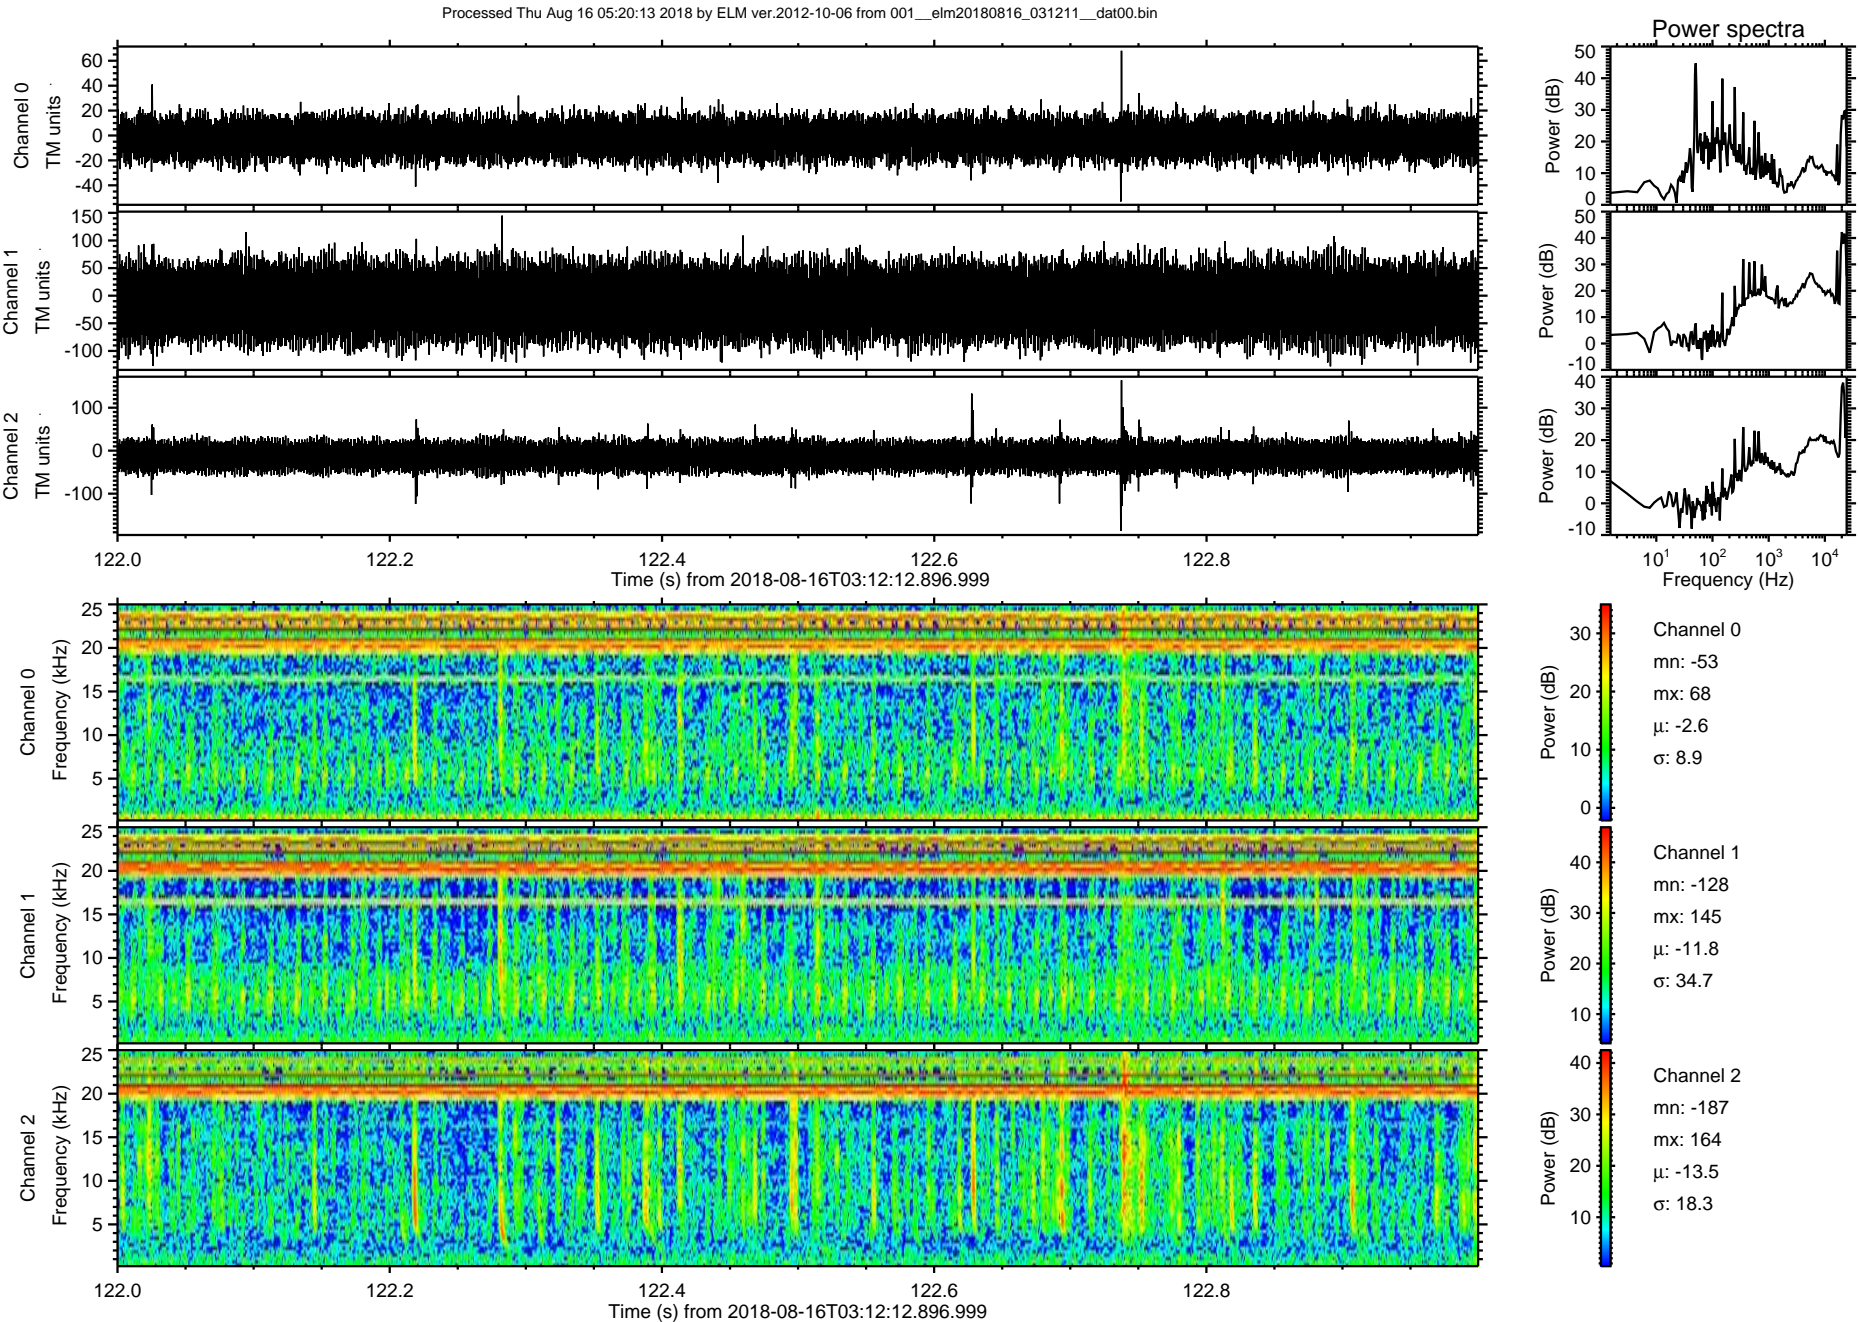 Processed Thu Aug 16 05:20:13 2018 by ELM ver.2012-10-06 from 001__elm20180816_031211__dat00.bin
Power spectra
Channel 0
TM units
60
40
20
0
-20
-40
Power (dB)
50
40
30
20
10
0
Channel 1
TM units
150
100
50
0
-50
-100
Power (dB)
50
40
30
20
10
0
-10
Channel 2
TM units
100
0
-100
Power (dB)
40
30
20
10
0
-10
122.0 122.2 122.4 122.6 122.8
Time (s) from 2018-08-16T03:12:12.896.999
10^1 10^2 10^3 10^4
Frequency (Hz)
Channel 0
Frequency (kHz)
25
20
15
10
5
Power (dB)
30
20
10
0
Channel 0
mn: -53
mx: 68
μ: -2.6
σ: 8.9
Channel 1
Frequency (kHz)
25
20
15
10
5
Power (dB)
40
30
20
10
Channel 1
mn: -128
mx: 145
μ: -11.8
σ: 34.7
Channel 2
Frequency (kHz)
25
20
15
10
5
Power (dB)
40
30
20
10
Channel 2
mn: -187
mx: 164
μ: -13.5
σ: 18.3
122.0 122.2 122.4 122.6 122.8
Time (s) from 2018-08-16T03:12:12.896.999